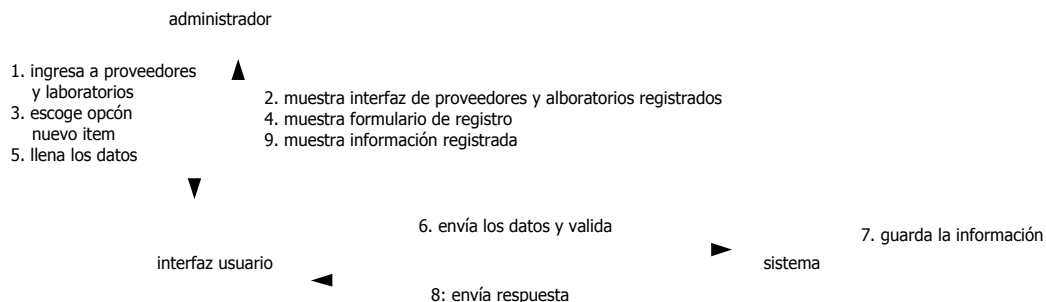 administrador
1. ingresa a proveedores
y laboratorios
3. escoge opcón
nuevo item
5. llena los datos
2. muestra interfaz de proveedores y alboratorios registrados
4. muestra formulario de registro
9. muestra información registrada
6. envía los datos y valida
7. guarda la información
interfaz usuario
sistema
8: envía respuesta